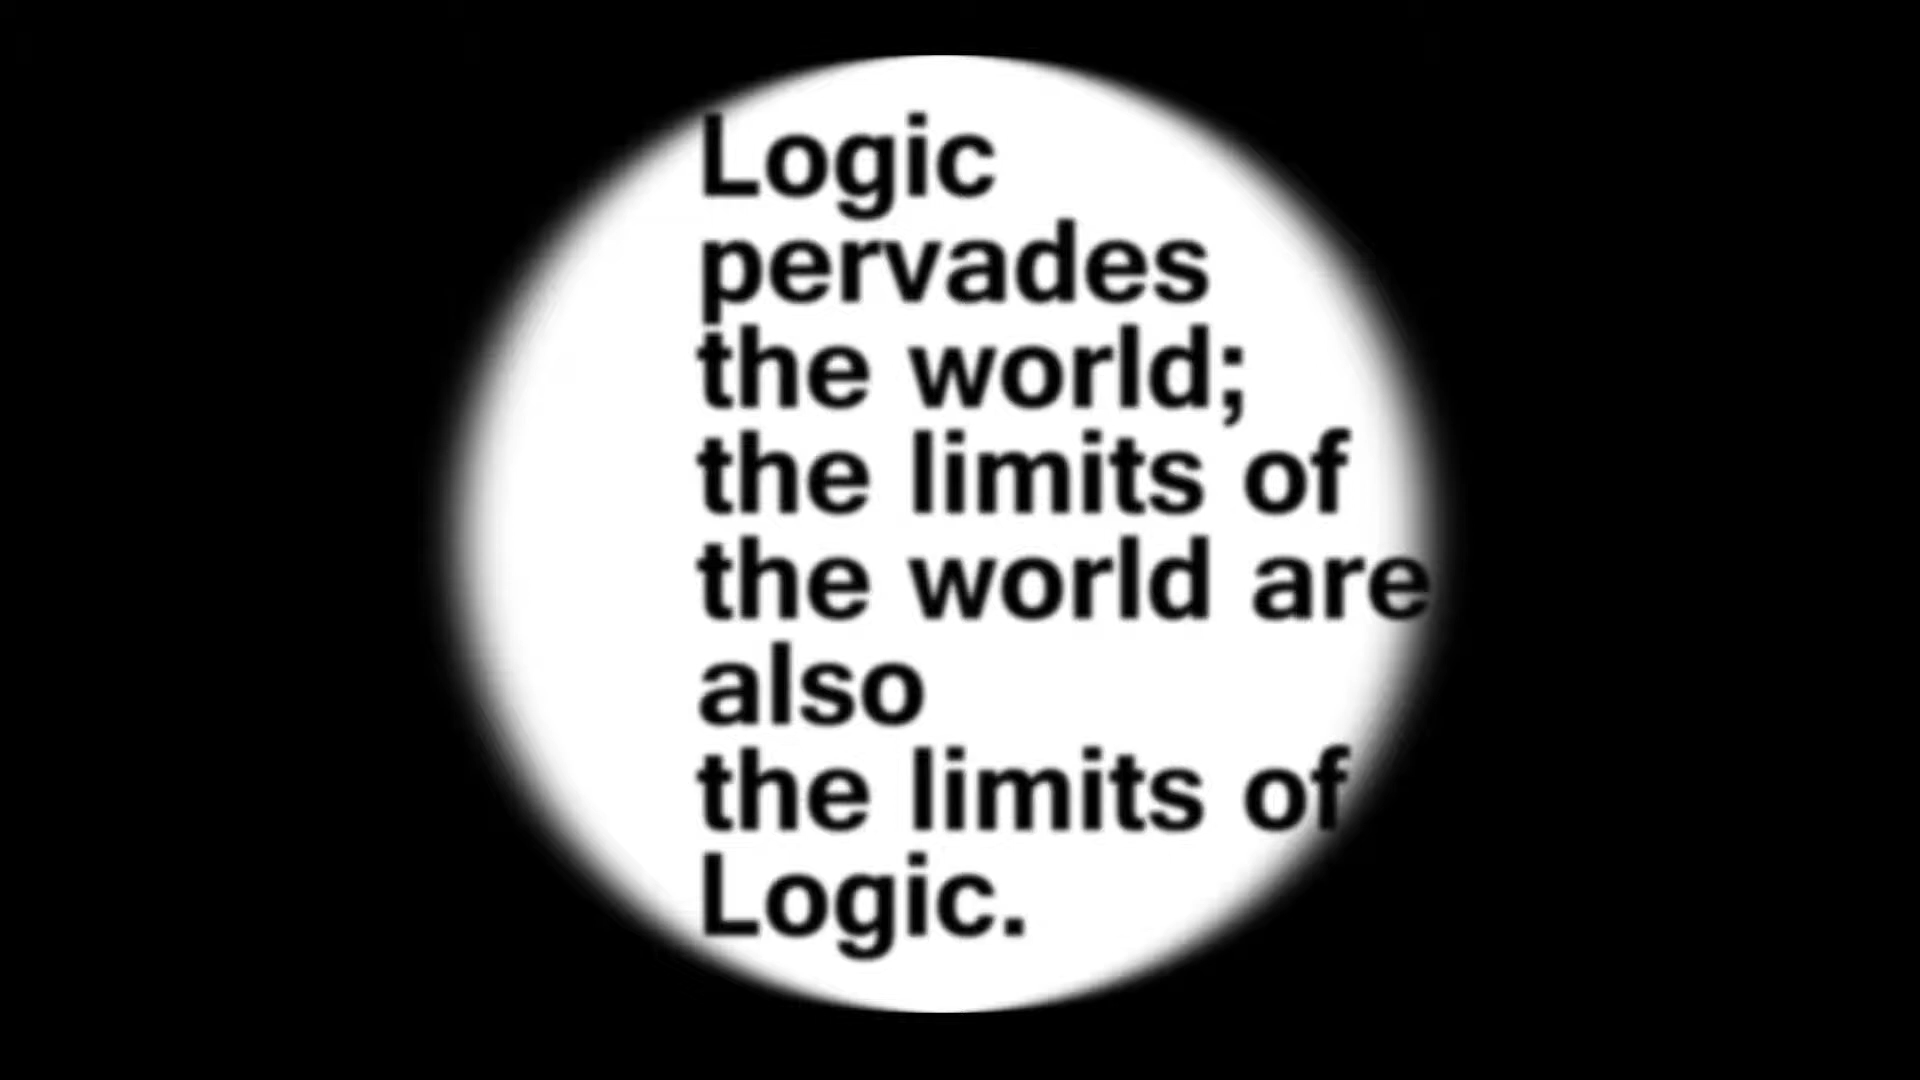 Logic
pervades
the world;
the limits of
the world are
also
the limits of
Logic.